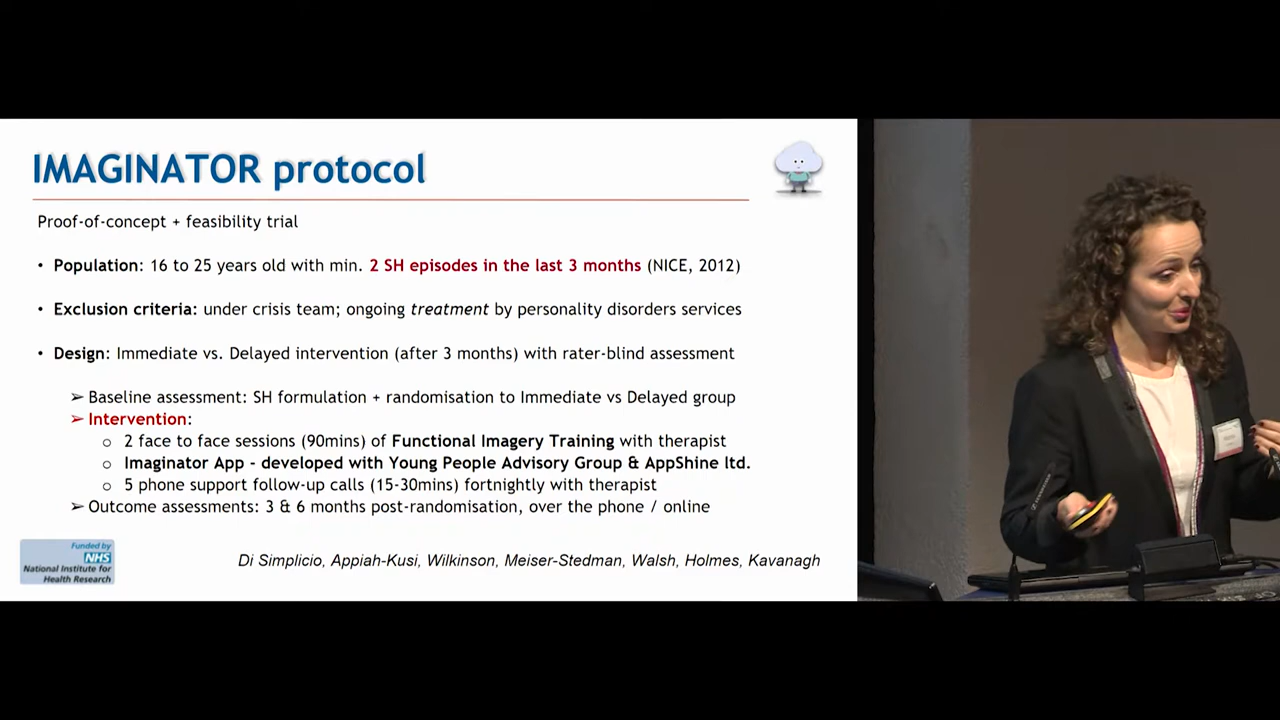 IMAGINATOR protocol
Proof-of-concept + feasibility trial
• Population: 16 to 25 years old with min. 2 SH episodes in the last 3 months (NICE, 2012)
• Exclusion criteria: under crisis team; ongoing treatment by personality disorders services
• Design: Immediate vs. Delayed intervention (after 3 months) with rater-blind assessment
➢ Baseline assessment: SH formulation + randomisation to Immediate vs Delayed group
➢ Intervention:
o 2 face to face sessions (90mins) of Functional Imagery Training with therapist
o Imaginator App - developed with Young People Advisory Group & AppShine ltd.
o 5 phone support follow-up calls (15-30mins) fortnightly with therapist
➢ Outcome assessments: 3 & 6 months post-randomisation, over the phone / online
Funded by
NHS
National Institute for
Health Research
Di Simplicio, Appiah-Kusi, Wilkinson, Meiser-Stedman, Walsh, Holmes, Kavanagh